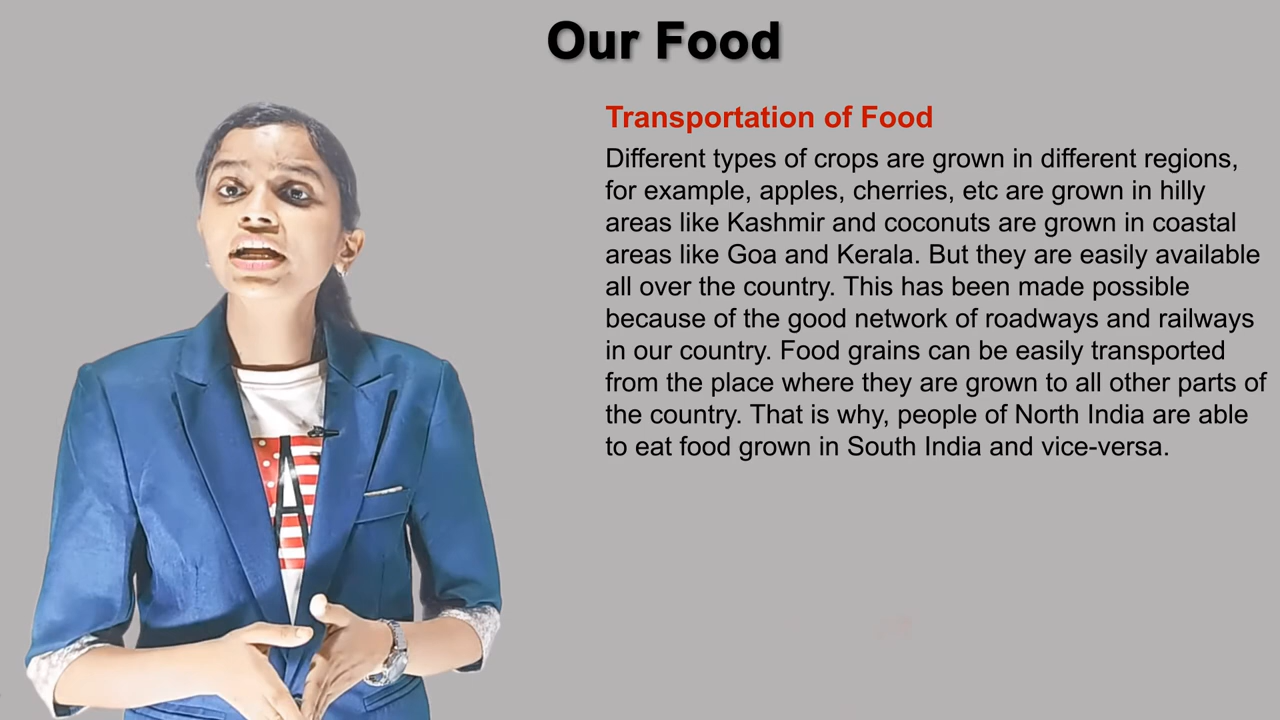 Our Food
Transportation of Food
Different types of crops are grown in different regions,
for example, apples, cherries, etc are grown in hilly
areas like Kashmir and coconuts are grown in coastal
areas like Goa and Kerala. But they are easily available
all over the country. This has been made possible
because of the good network of roadways and railways
in our country. Food grains can be easily transported
from the place where they are grown to all other parts of
the country. That is why, people of North India are able
to eat food grown in South India and vice-versa.
A